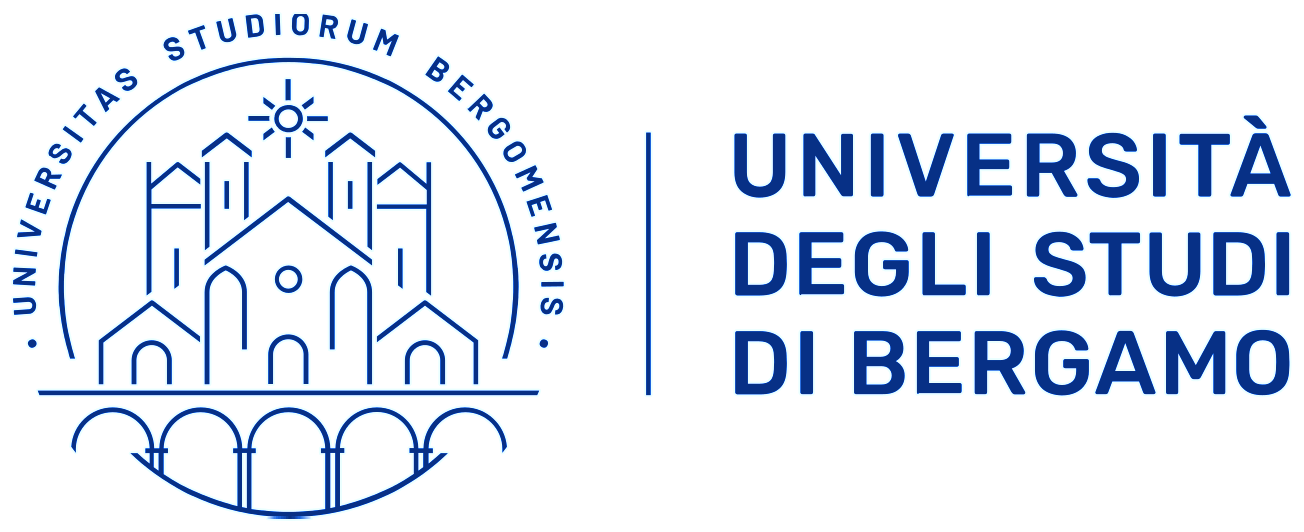 • UNIVERSITAS STUDIORUM BERGOMENSIS •
UNIVERSITÀ
DEGLI STUDI
DI BERGAMO